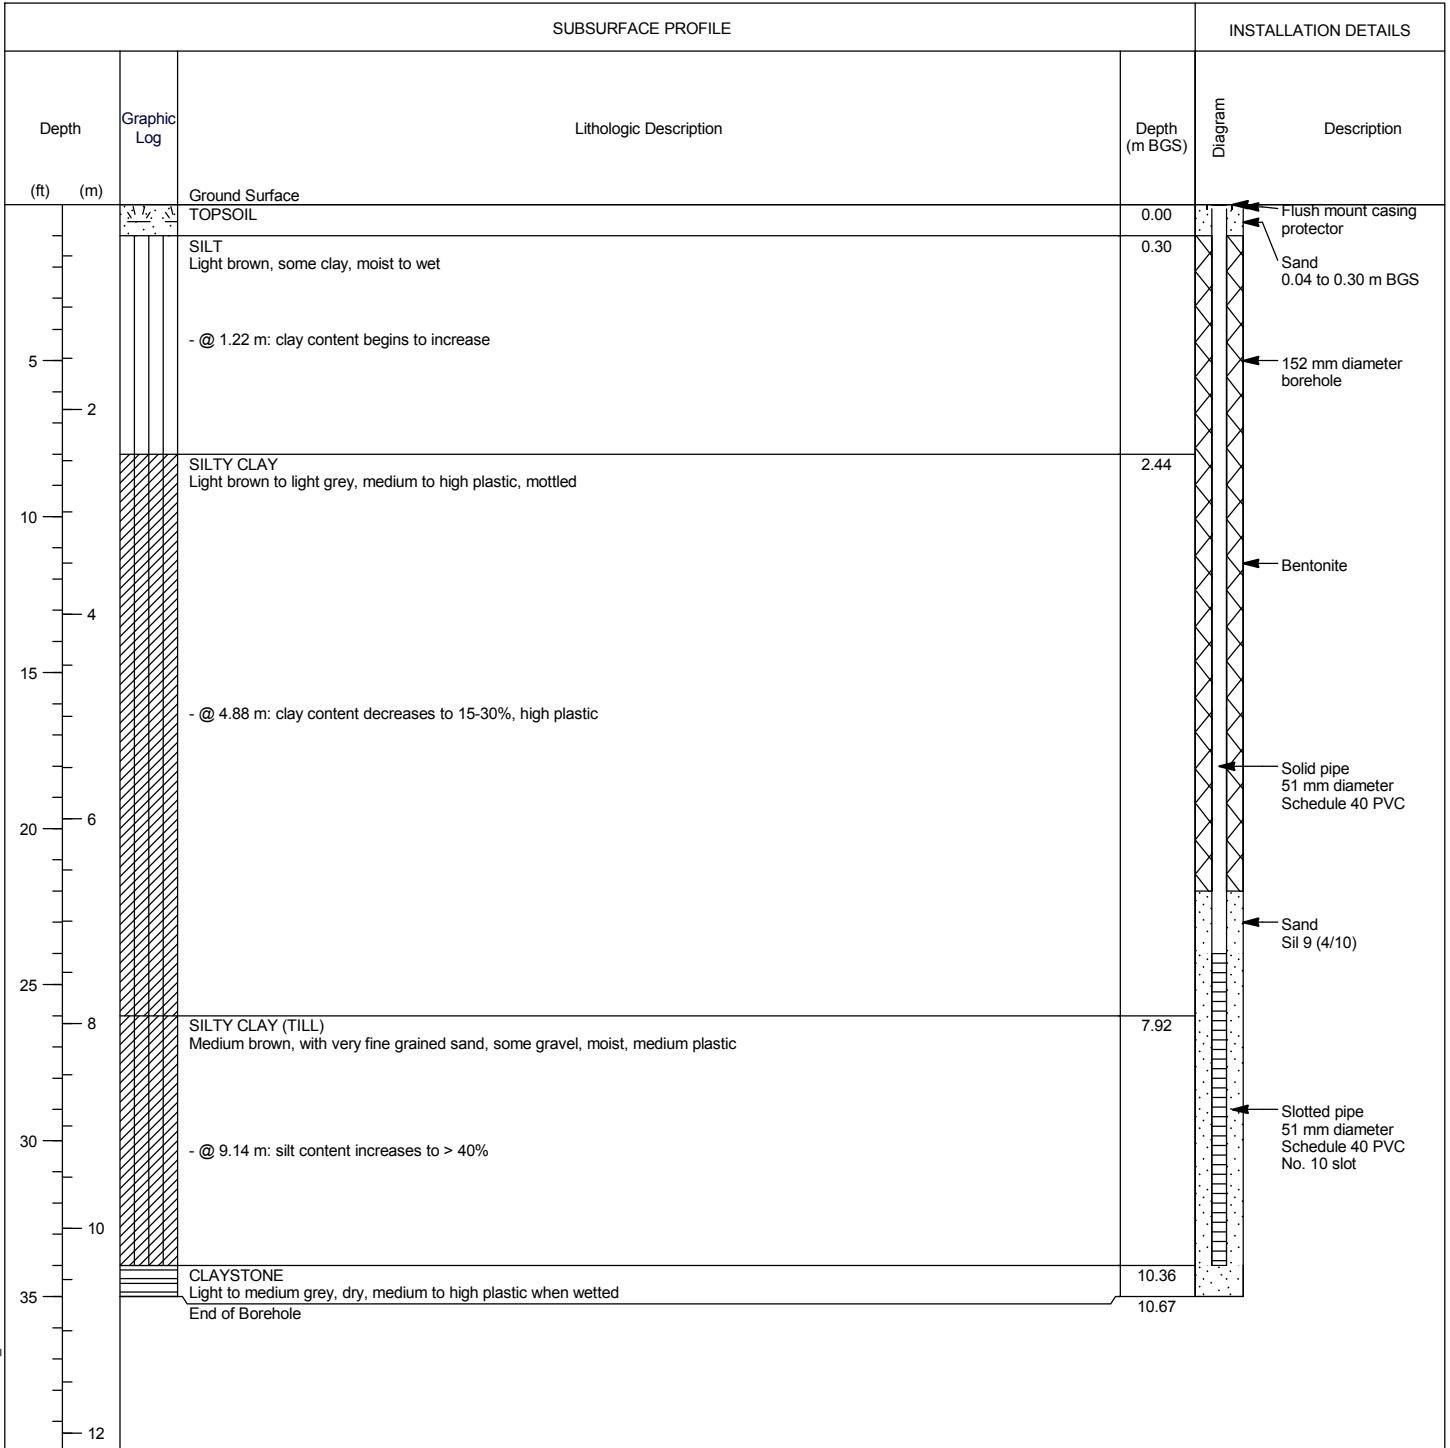 SUBSURFACE PROFILE
INSTALLATION DETAILS
Depth
Graphic
Log
Lithologic Description
Depth
(m BGS)
Diagram
Description
(ft) (m)
Ground Surface
TOPSOIL
0.00
Flush mount casing
protector
SILT
0.30
Light brown, some clay, moist to wet
Sand
0.04 to 0.30 m BGS
- @ 1.22 m: clay content begins to increase
5
152 mm diameter
borehole
2
SILTY CLAY
2.44
Light brown to light grey, medium to high plastic, mottled
10
Bentonite
4
15
- @ 4.88 m: clay content decreases to 15-30%, high plastic
Solid pipe
51 mm diameter
Schedule 40 PVC
6
20
Sand
Sil 9 (4/10)
25
8
SILTY CLAY (TILL)
7.92
Medium brown, with very fine grained sand, some gravel, moist, medium plastic
Slotted pipe
51 mm diameter
Schedule 40 PVC
No. 10 slot
30
- @ 9.14 m: silt content increases to > 40%
10
CLAYSTONE
10.36
Light to medium grey, dry, medium to high plastic when wetted
35
End of Borehole
10.67
12